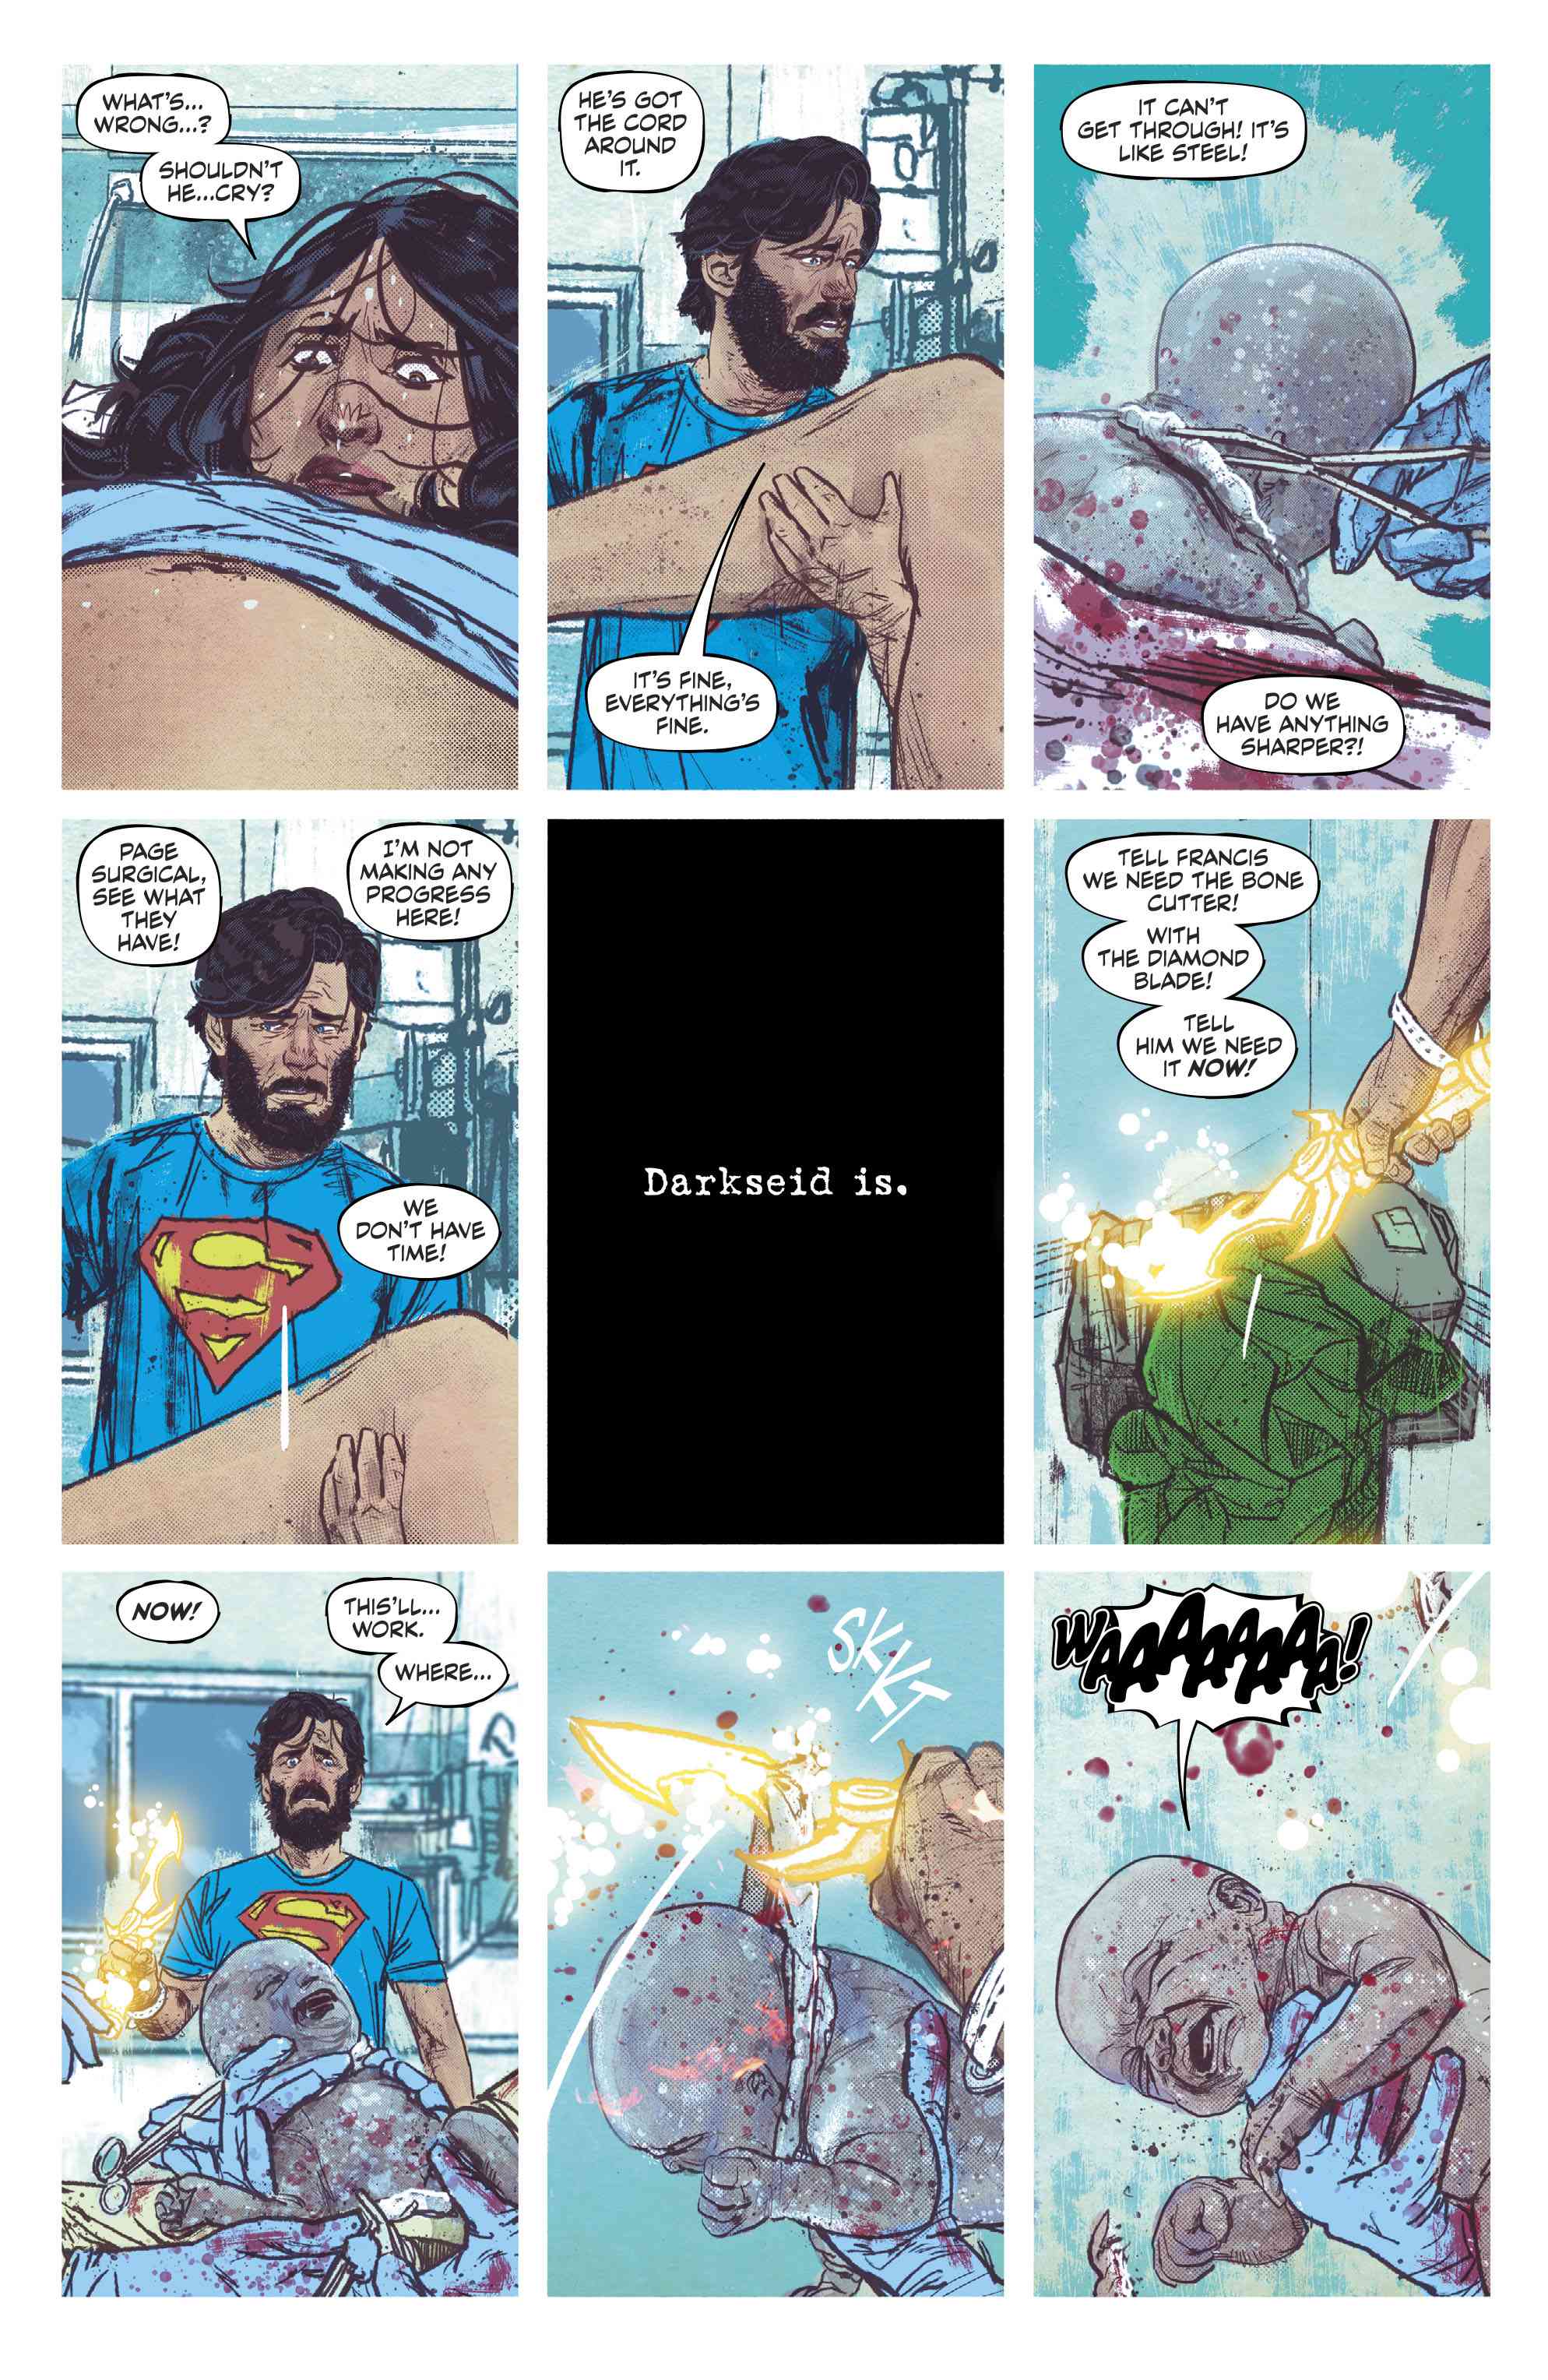 WHAT'S...
WRONG...?
SHOULDN'T
HE...CRY?
HE'S GOT
THE CORD
AROUND
IT.
IT'S FINE,
EVERYTHING'S
FINE.
IT CAN'T
GET THROUGH! IT'S
LIKE STEEL!
DO WE
HAVE ANYTHING
SHARPER?!
PAGE
SURGICAL,
SEE WHAT
THEY
HAVE!
I'M NOT
MAKING ANY
PROGRESS
HERE!
WE
DON'T HAVE
TIME!
Darkseid is.
TELL FRANCIS
WE NEED THE BONE
CUTTER!
WITH
THE DIAMOND
BLADE!
TELL
HIM WE NEED
IT NOW!
NOW!
THIS'LL...
WORK.
WHERE...
SKKT
WAAAAAAAA!